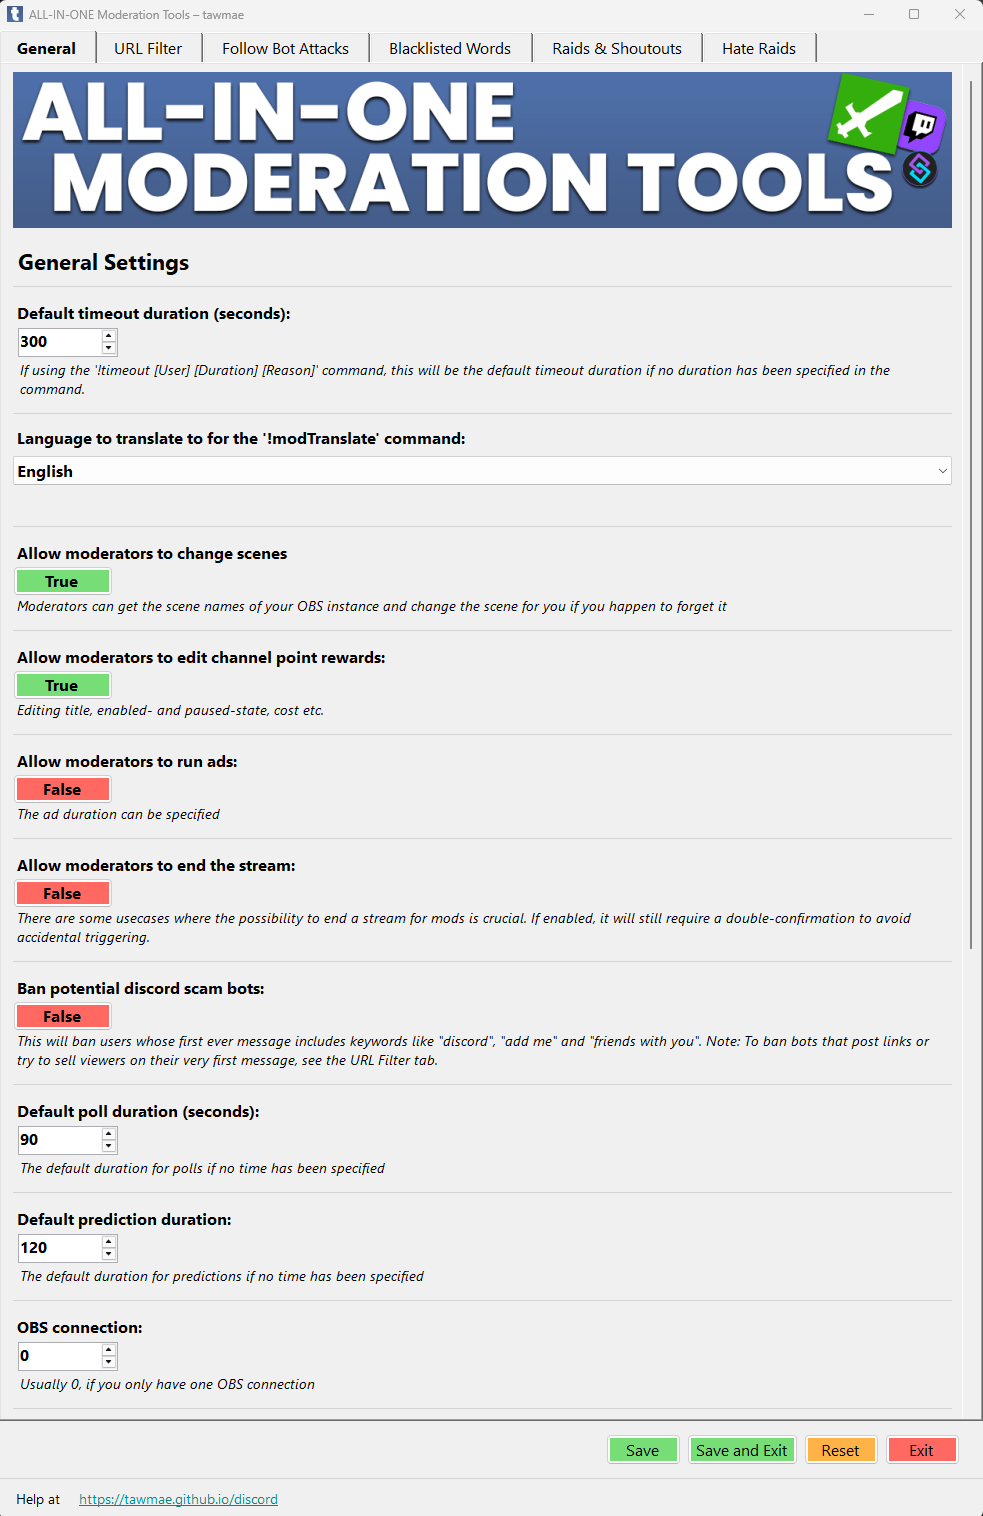 ALL-IN-ONE Moderation Tools – tawmae
General
URL Filter
Follow Bot Attacks
Blacklisted Words
Raids & Shoutouts
Hate Raids
ALL-IN-ONE
MODERATION TOOLS
General Settings
Default timeout duration (seconds):
300
If using the '!timeout [User] [Duration] [Reason]' command, this will be the default timeout duration if no duration has been specified in the
command.
Language to translate to for the '!modTranslate' command:
English
Allow moderators to change scenes
True
Moderators can get the scene names of your OBS instance and change the scene for you if you happen to forget it
Allow moderators to edit channel point rewards:
True
Editing title, enabled- and paused-state, cost etc.
Allow moderators to run ads:
False
The ad duration can be specified
Allow moderators to end the stream:
False
There are some usecases where the possibility to end a stream for mods is crucial. If enabled, it will still require a double-confirmation to avoid
accidental triggering.
Ban potential discord scam bots:
False
This will ban users whose first ever message includes keywords like "discord", "add me" and "friends with you". Note: To ban bots that post links or
try to sell viewers on their very first message, see the URL Filter tab.
Default poll duration (seconds):
90
The default duration for polls if no time has been specified
Default prediction duration:
120
The default duration for predictions if no time has been specified
OBS connection:
0
Usually 0, if you only have one OBS connection
Save
Save and Exit
Reset
Exit
Help at https://tawmae.github.io/discord